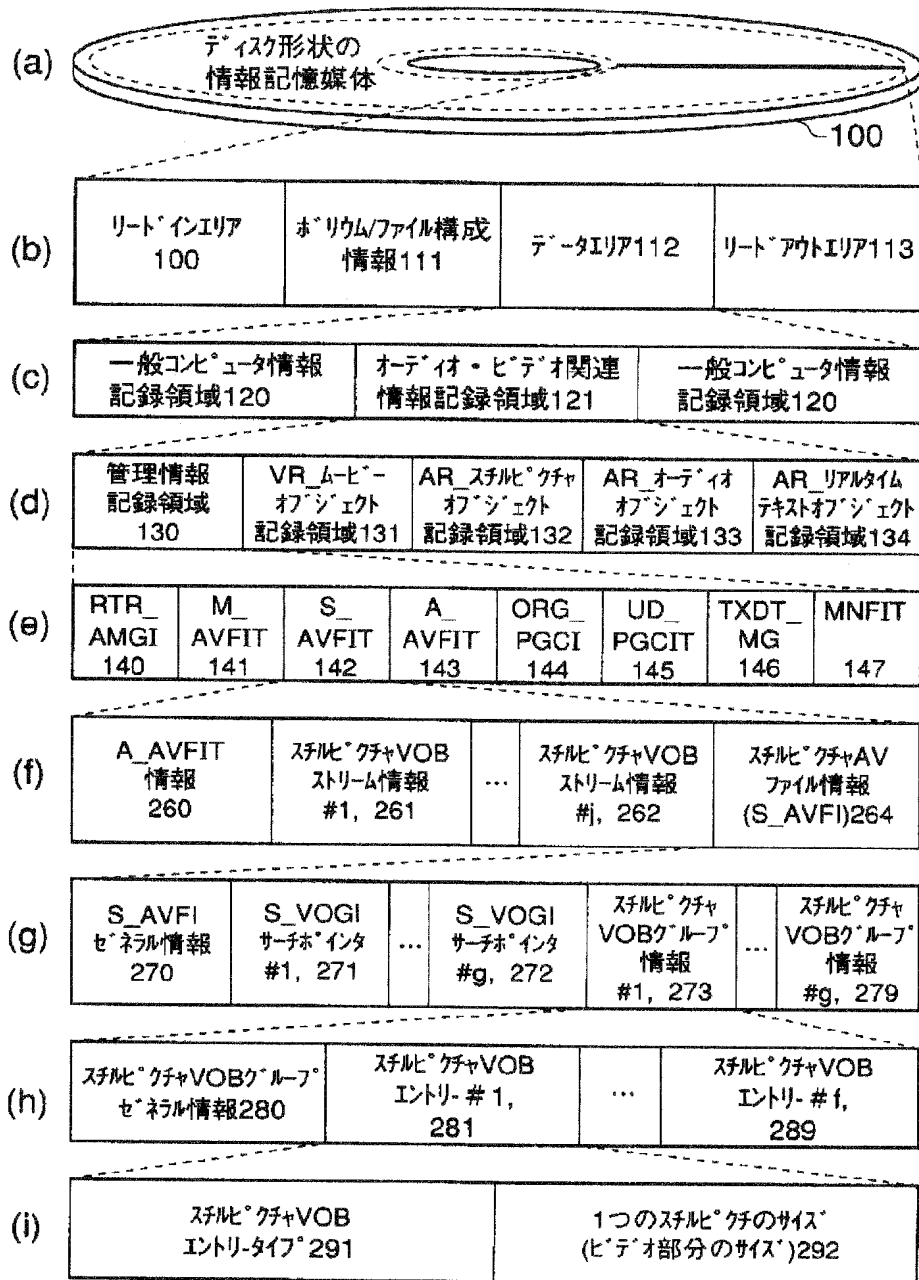 (a)
ディスク形状の
情報記憶媒体
100
(b)
リードインエリア
100
ボリウム/ファイル構成
情報111
データエリア112
リードアウトエリア113
(c)
一般コンピュータ情報
記録領域120
オーディオ・ビデオ関連
情報記録領域121
一般コンピュータ情報
記録領域120
(d)
管理情報
記録領域
130
VR_ムービー
オブジェクト
記録領域131
AR_スチルピクチャ
オブジェクト
記録領域132
AR_オーディオ
オブジェクト
記録領域133
AR_リアルタイム
テキストオブジェクト
記録領域134
(e)
RTR_
AMGI
140
M_
AVFIT
141
S_
AVFIT
142
A_
AVFIT
143
ORG_
PGCI
144
UD_
PGCIT
145
TXDT_
MG
146
MNFIT
147
(f)
A_AVFIT
情報
260
スチルピクチャVOB
ストリーム情報
#1, 261
…
スチルピクチャVOB
ストリーム情報
#j, 262
スチルピクチャAV
ファイル情報
(S_AVFI)264
(g)
S_AVFI
ゼネラル情報
270
S_VOGI
サーチポインタ
#1, 271
…
S_VOGI
サーチポインタ
#g, 272
スチルピクチャ
VOBグループ
情報
#1, 273
…
スチルピクチャ
VOBグループ
情報
#g, 279
(h)
スチルピクチャVOBグループ
ゼネラル情報280
スチルピクチャVOB
エントリー#1,
281
…
スチルピクチャVOB
エントリー#f,
289
(i)
スチルピクチャVOB
エントリータイプ291
1つのスチルピクチのサイズ
(ビデオ部分のサイズ)292